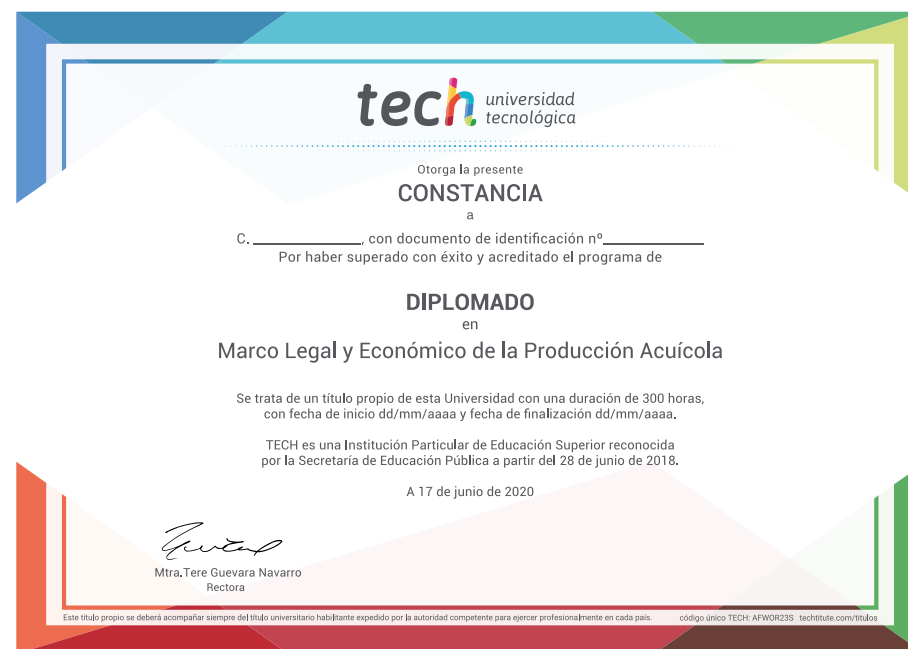 tech universidad
tecnológica
Otorga la presente
CONSTANCIA
a
C. ____________, con documento de identificación nº____________
Por haber superado con éxito y acreditado el programa de
DIPLOMADO
en
Marco Legal y Económico de la Producción Acuícola
Se trata de un título propio de esta Universidad con una duración de 300 horas,
con fecha de inicio dd/mm/aaaa y fecha de finalización dd/mm/aaaa.
TECH es una Institución Particular de Educación Superior reconocida
por la Secretaría de Educación Pública a partir del 28 de junio de 2018.
A 17 de junio de 2020
Mtra.Tere Guevara Navarro
Rectora
Este título propio se deberá acompañar siempre del título universitario habilitante expedido por la autoridad competente para ejercer profesionalmente en cada país. código único TECH: AFWOR23S techtitute.com/titulos